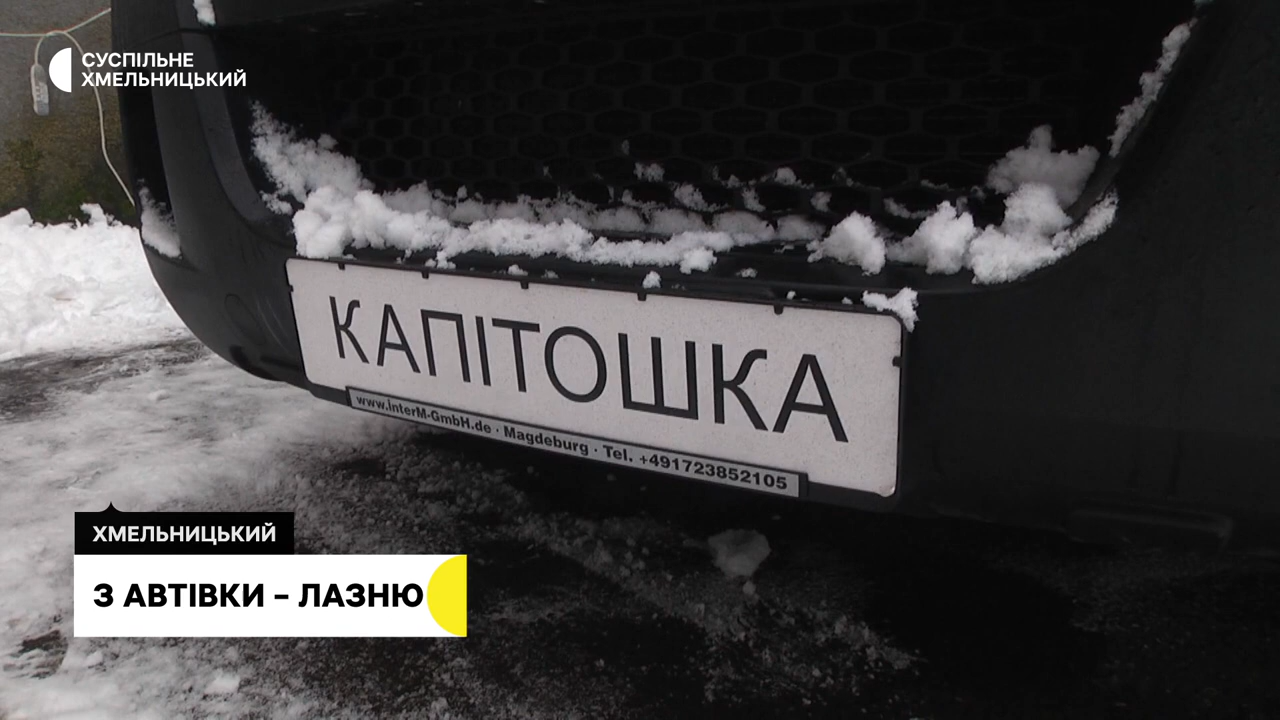 СУСПІЛЬНЕ
ХМЕЛЬНИЦЬКИЙ
КАПІТОШКА
www.interM-GmbH.de · Magdeburg · Tel. +491723852105
ХМЕЛЬНИЦЬКИЙ
З АВТІВКИ – ЛАЗНЮ